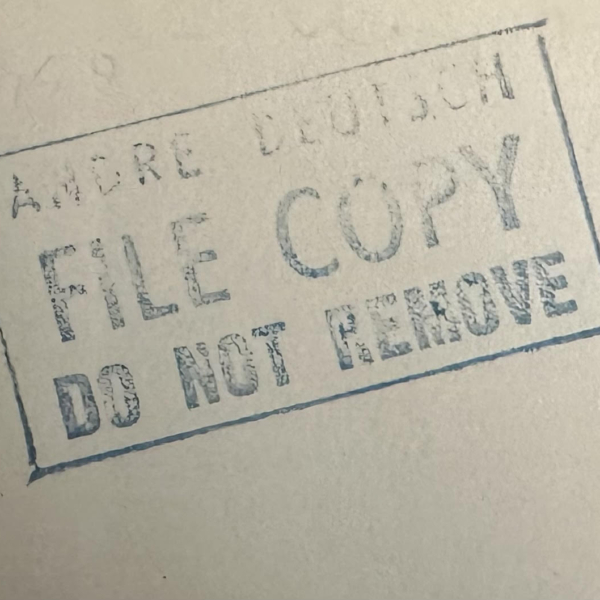 ANDRE DEUTSCH
FILE COPY
DO NOT REMOVE